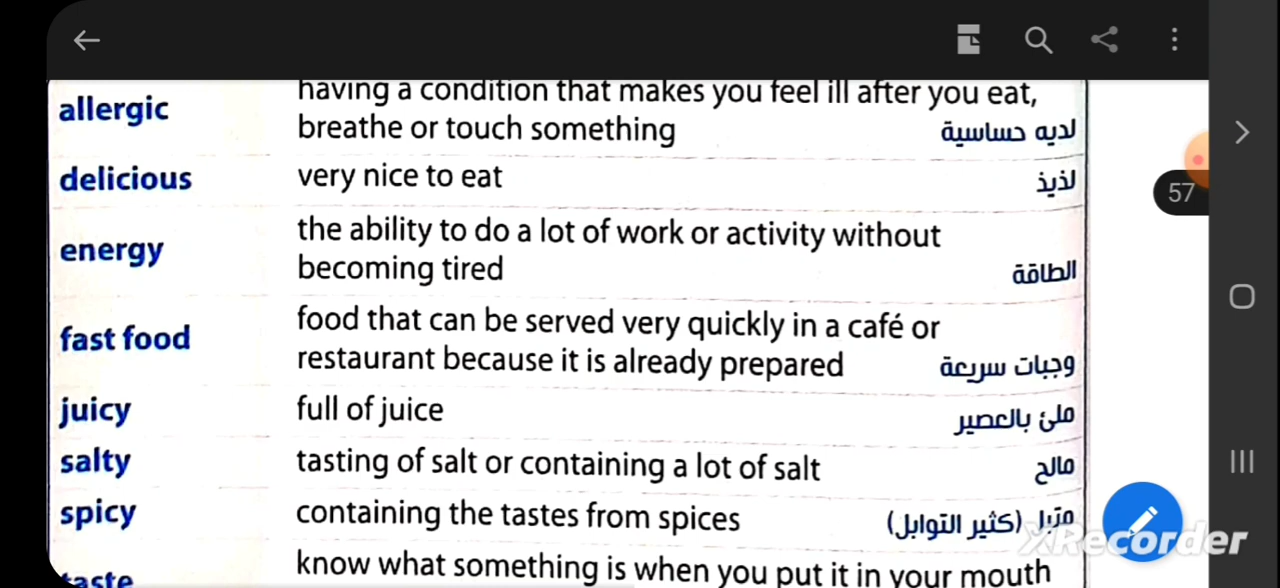 allergic having a condition that makes you feel ill after you eat,
breathe or touch something لديه حساسية
delicious very nice to eat لذيذ
energy the ability to do a lot of work or activity without
becoming tired الطاقة
fast food food that can be served very quickly in a café or
restaurant because it is already prepared وجبات سريعة
juicy full of juice ملئ بالعصير
salty tasting of salt or containing a lot of salt مالح
spicy containing the tastes from spices متبل (كثير التوابل)
taste know what something is when you put it in your mouth
57
XRecorder